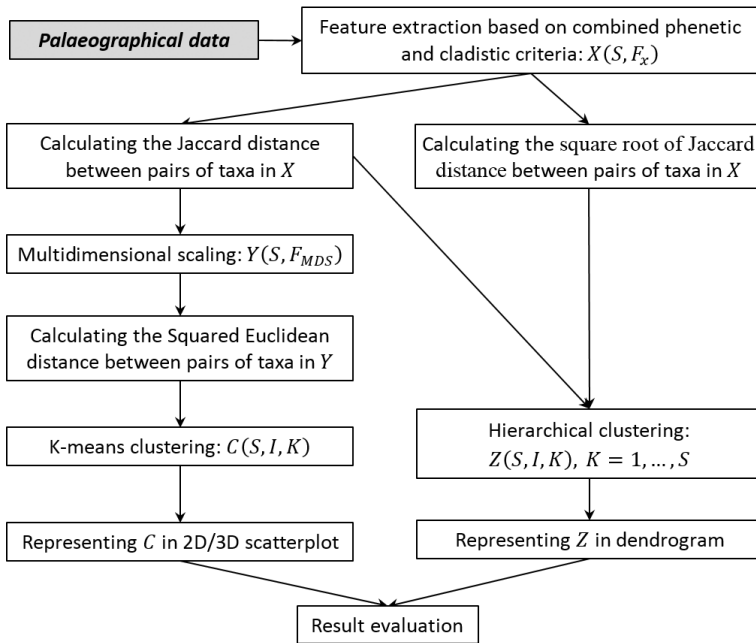 Palaeographical data
Feature extraction based on combined phenetic
and cladistic criteria: X(S, Fₓ)
Calculating the Jaccard distance
between pairs of taxa in X
Calculating the square root of Jaccard
distance between pairs of taxa in X
Multidimensional scaling: Y(S, F_{MDS})
Calculating the Squared Euclidean
distance between pairs of taxa in Y
K-means clustering: C(S, I, K)
Hierarchical clustering:
Z(S, I, K), K = 1, … , S
Representing C in 2D/3D scatterplot
Representing Z in dendrogram
Result evaluation